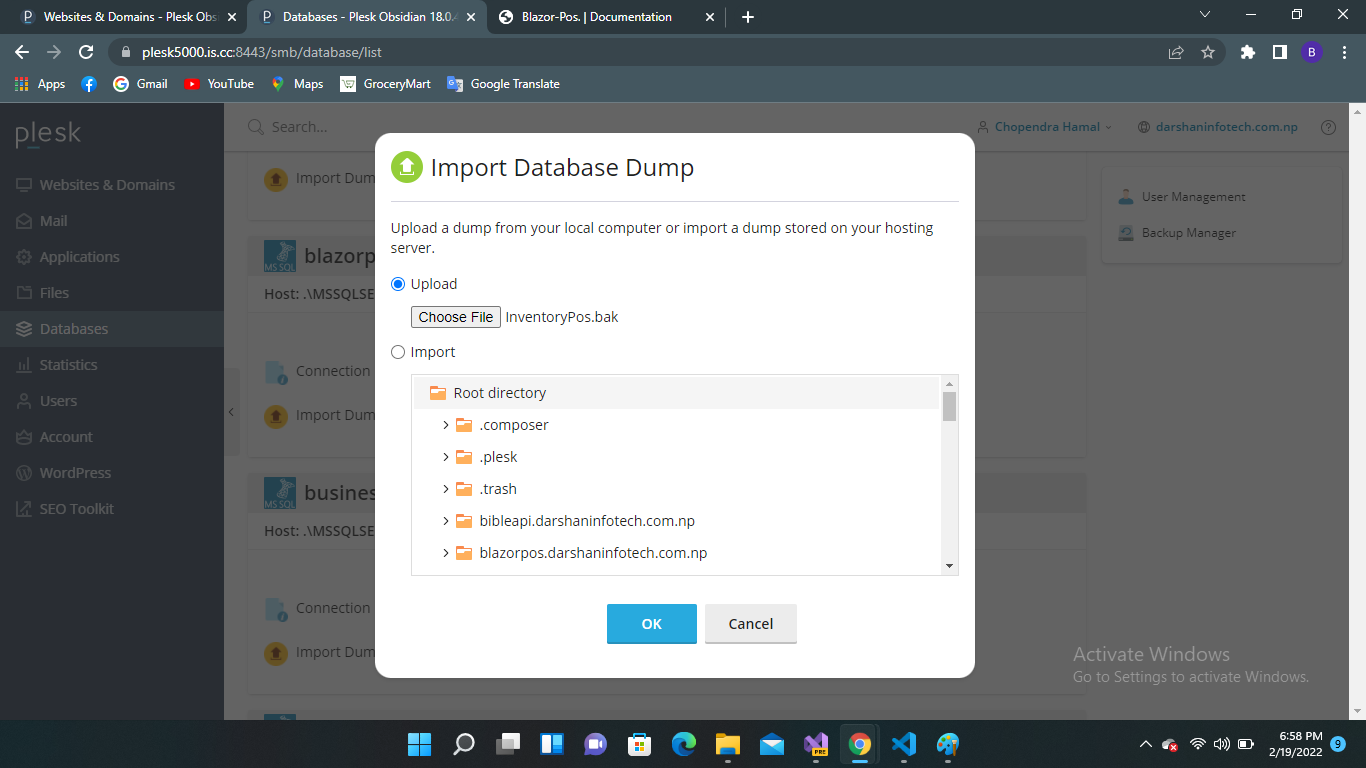 Websites & Domains - Plesk Obs
Databases - Plesk Obsidian 18.0.4
Blazor-Pos. | Documentation
plesk5000.is.cc:8443/smb/database/list
B
Apps
Gmail
YouTube
Maps
GroceryMart
Google Translate
plesk
Search...
Chopendra Hamal
darshaninfotech.com.np
Websites & Domains
Mail
Applications
Files
Databases
Statistics
Users
Account
WordPress
SEO Toolkit
Import Dum
MS SQL
blazorp
Host: .\MSSQLSE
Connection
Import Dum
MS SQL
busines
Host: .\MSSQLSE
Connection
Import Dum
User Management
Backup Manager
Import Database Dump
Upload a dump from your local computer or import a dump stored on your hosting
server.
Upload
Choose File InventoryPos.bak
Import
Root directory
.composer
.plesk
.trash
bibleapi.darshaninfotech.com.np
blazorpos.darshaninfotech.com.np
OK
Cancel
Activate Windows
Go to Settings to activate Windows.
PRE
6:58 PM
2/19/2022
9